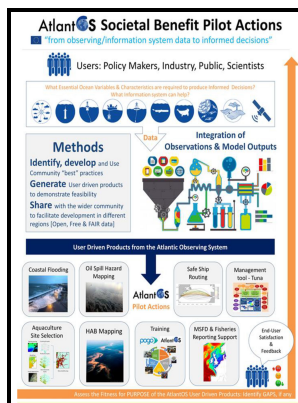 AtlantOS Societal Benefit Pilot Actions
"from observing/information system data to informed decisions"
Users: Policy Makers, Industry, Public, Scientists
What Essential Ocean Variables & Characteristics are required to produce Informed Decisions?
What information system can help?
Data
Methods
Identify, develop and Use
Community "best" practices
Generate User driven products
to demonstrate feasibility
Share with the wider community
to facilitate development in different
regions [Open, Free & FAIR data]
Integration of
Observations & Model Outputs
User Driven Products from the Atlantic Observing System
Coastal Flooding
Oil Spill Hazard
Mapping
AtlantOS
Pilot Actions
Safe Ship
Routing
Management
tool - Tuna
Aquaculture
Site Selection
HAB Mapping
Training
pogo
MSFD & Fisheries
Reporting Support
End-User
Satisfaction
&
Feedback
Assess the Fitness for PURPOSE of the AtlantOS User Driven Products: Identify GAPS, if any